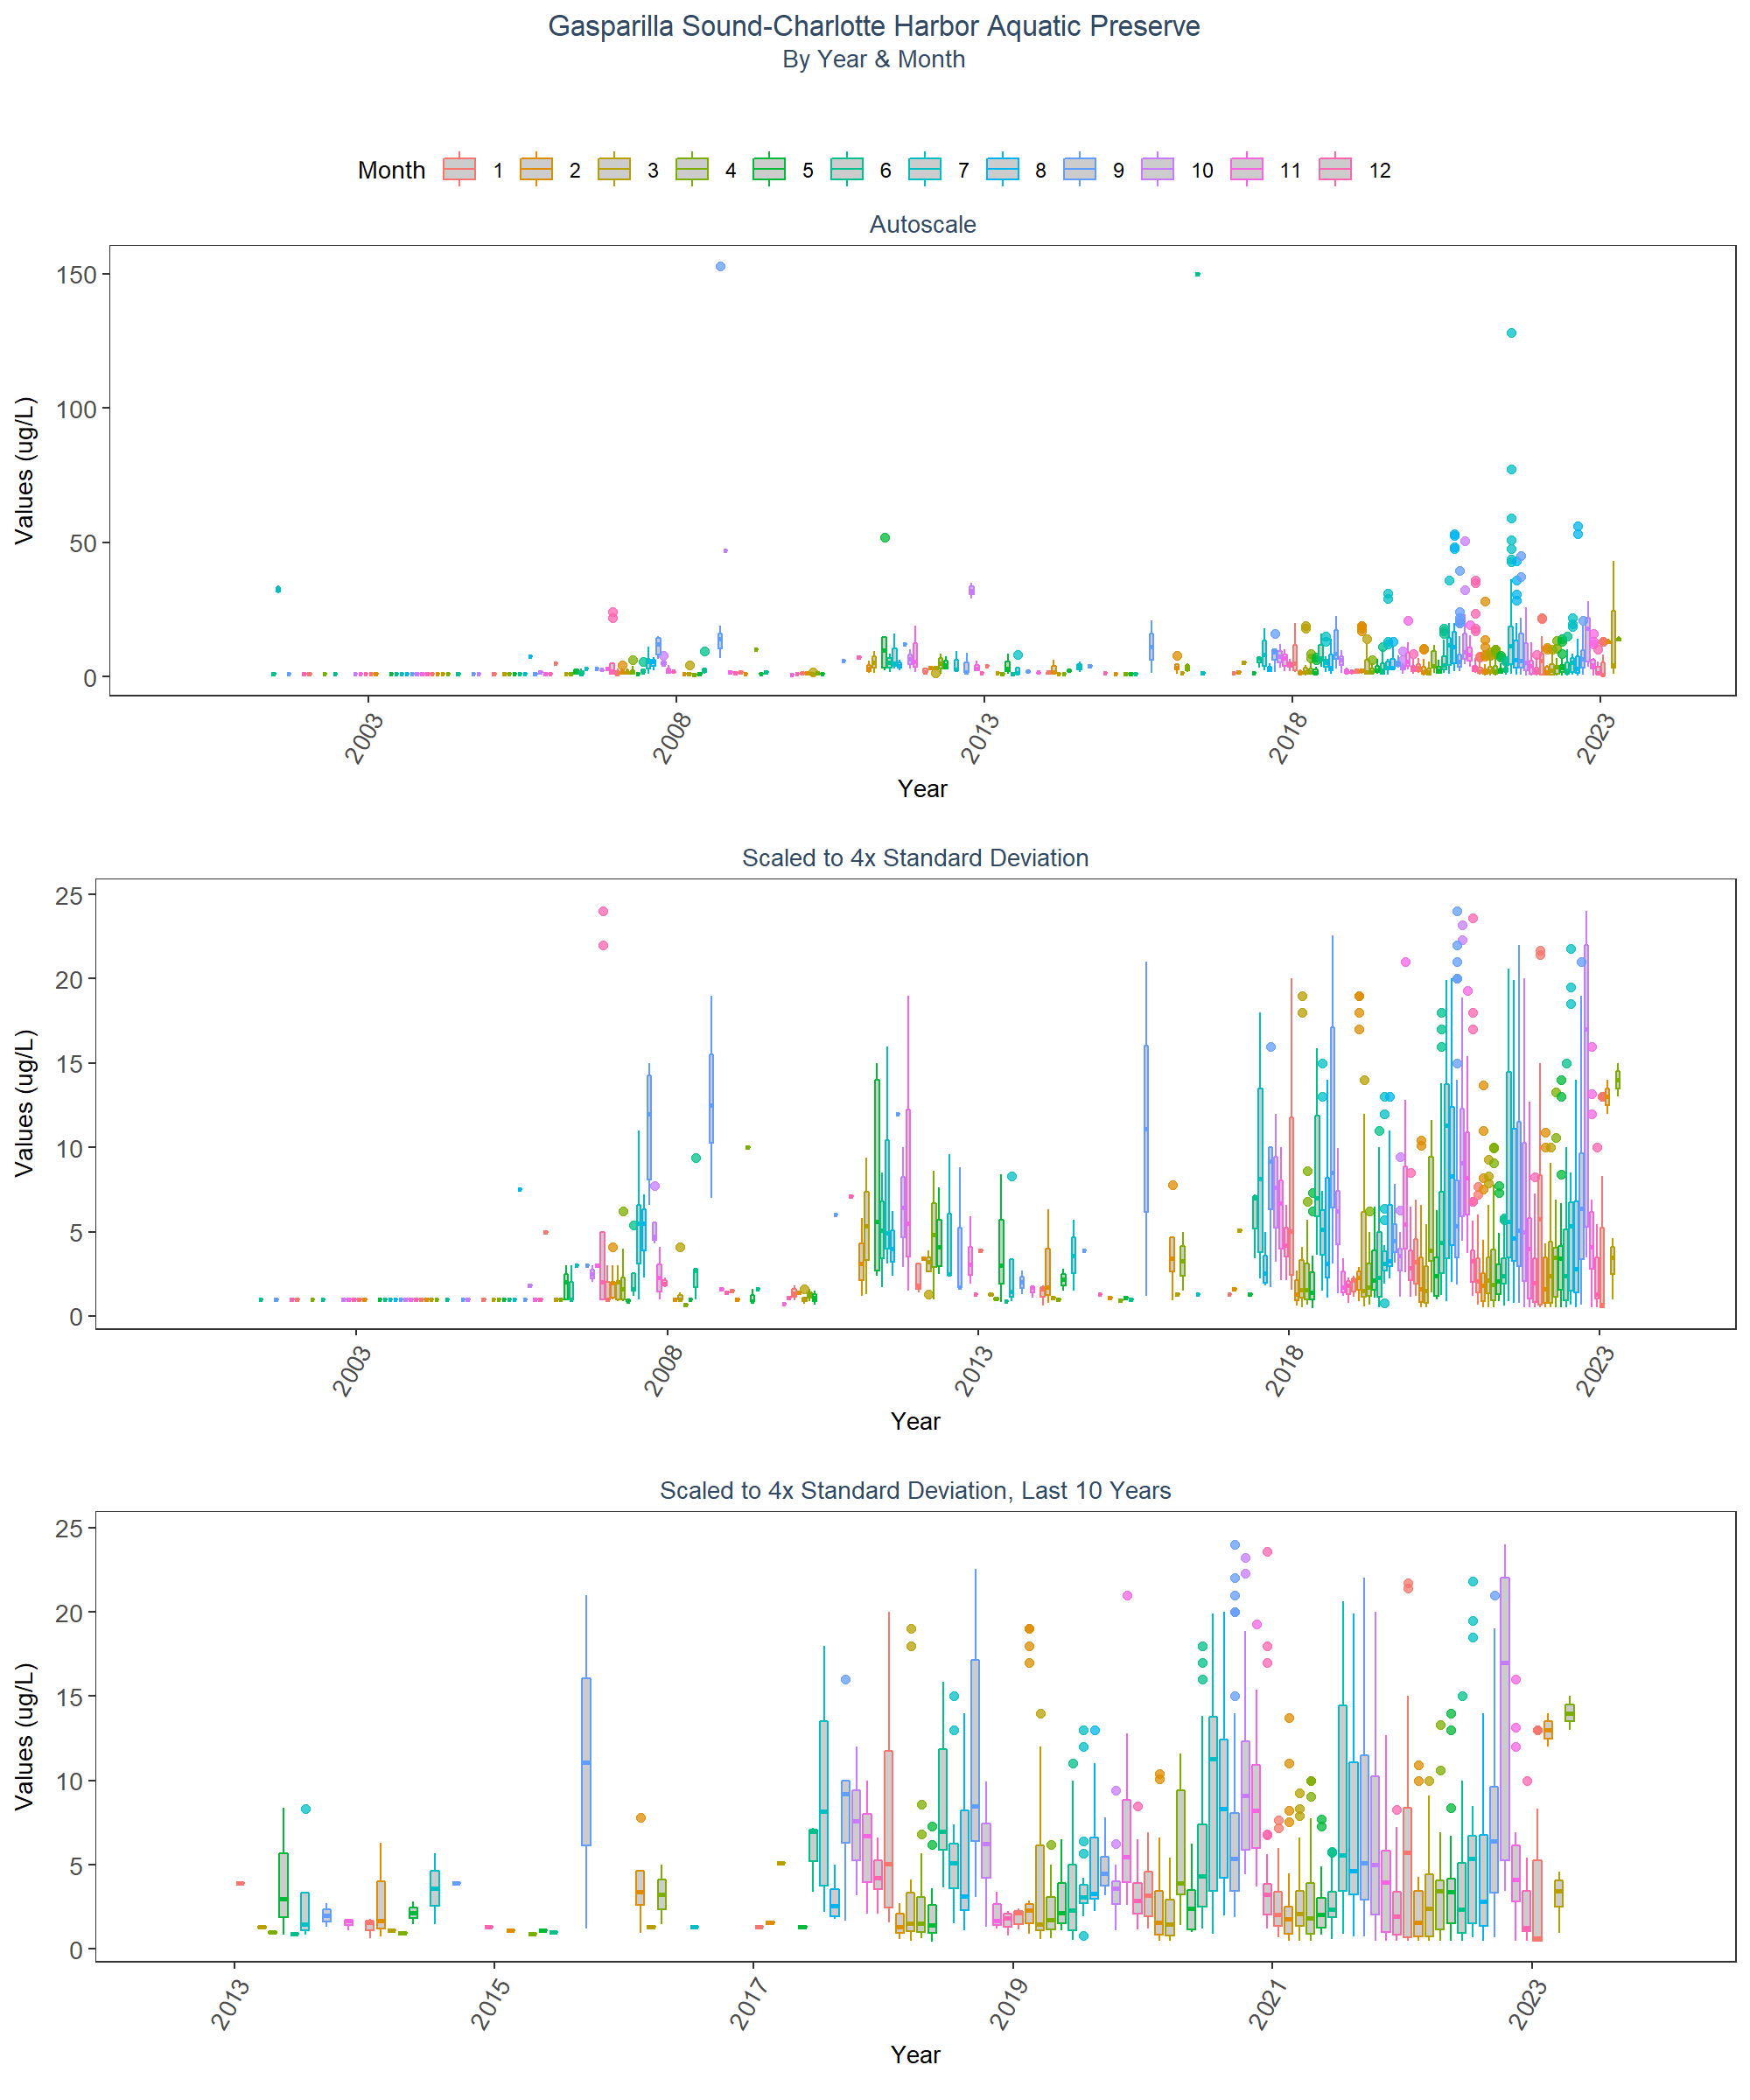 Gasparilla Sound-Charlotte Harbor Aquatic Preserve
By Year & Month
Month 1 2 3 4 5 6 7 8 9 10 11 12
Autoscale
150
100
50
0
Values (ug/L)
2003 2008 2013 2018 2023
Year
Scaled to 4x Standard Deviation
25
20
15
10
5
0
Values (ug/L)
2003 2008 2013 2018 2023
Year
Scaled to 4x Standard Deviation, Last 10 Years
25
20
15
10
5
0
Values (ug/L)
2013 2015 2017 2019 2021 2023
Year